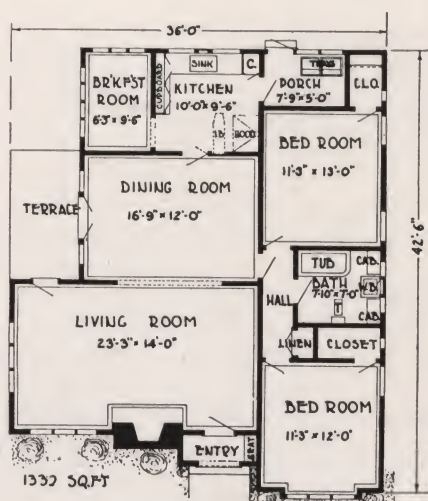 36'-0"
SINK
C.
TRAYS
BR'KF'ST
ROOM
6'-3" x 9'-6"
CUPBOARD
KITCHEN
10'-0" x 9'-6"
PORCH
7'-9" x 5'-0"
CLO.
I.B.
HOOD
BED ROOM
11'-3" x 13'-0"
DINING ROOM
16'-9" x 12'-0"
TERRACE
42'-6"
TUB
CAB.
BATH
7'-10" x 7'-0"
W.B.
T
CAB.
HALL
LIVING ROOM
23'-3" x 14'-0"
LINEN
CLOSET
BED ROOM
11'-3" x 12'-0"
ENTRY
SEAT
1332 SQ.FT